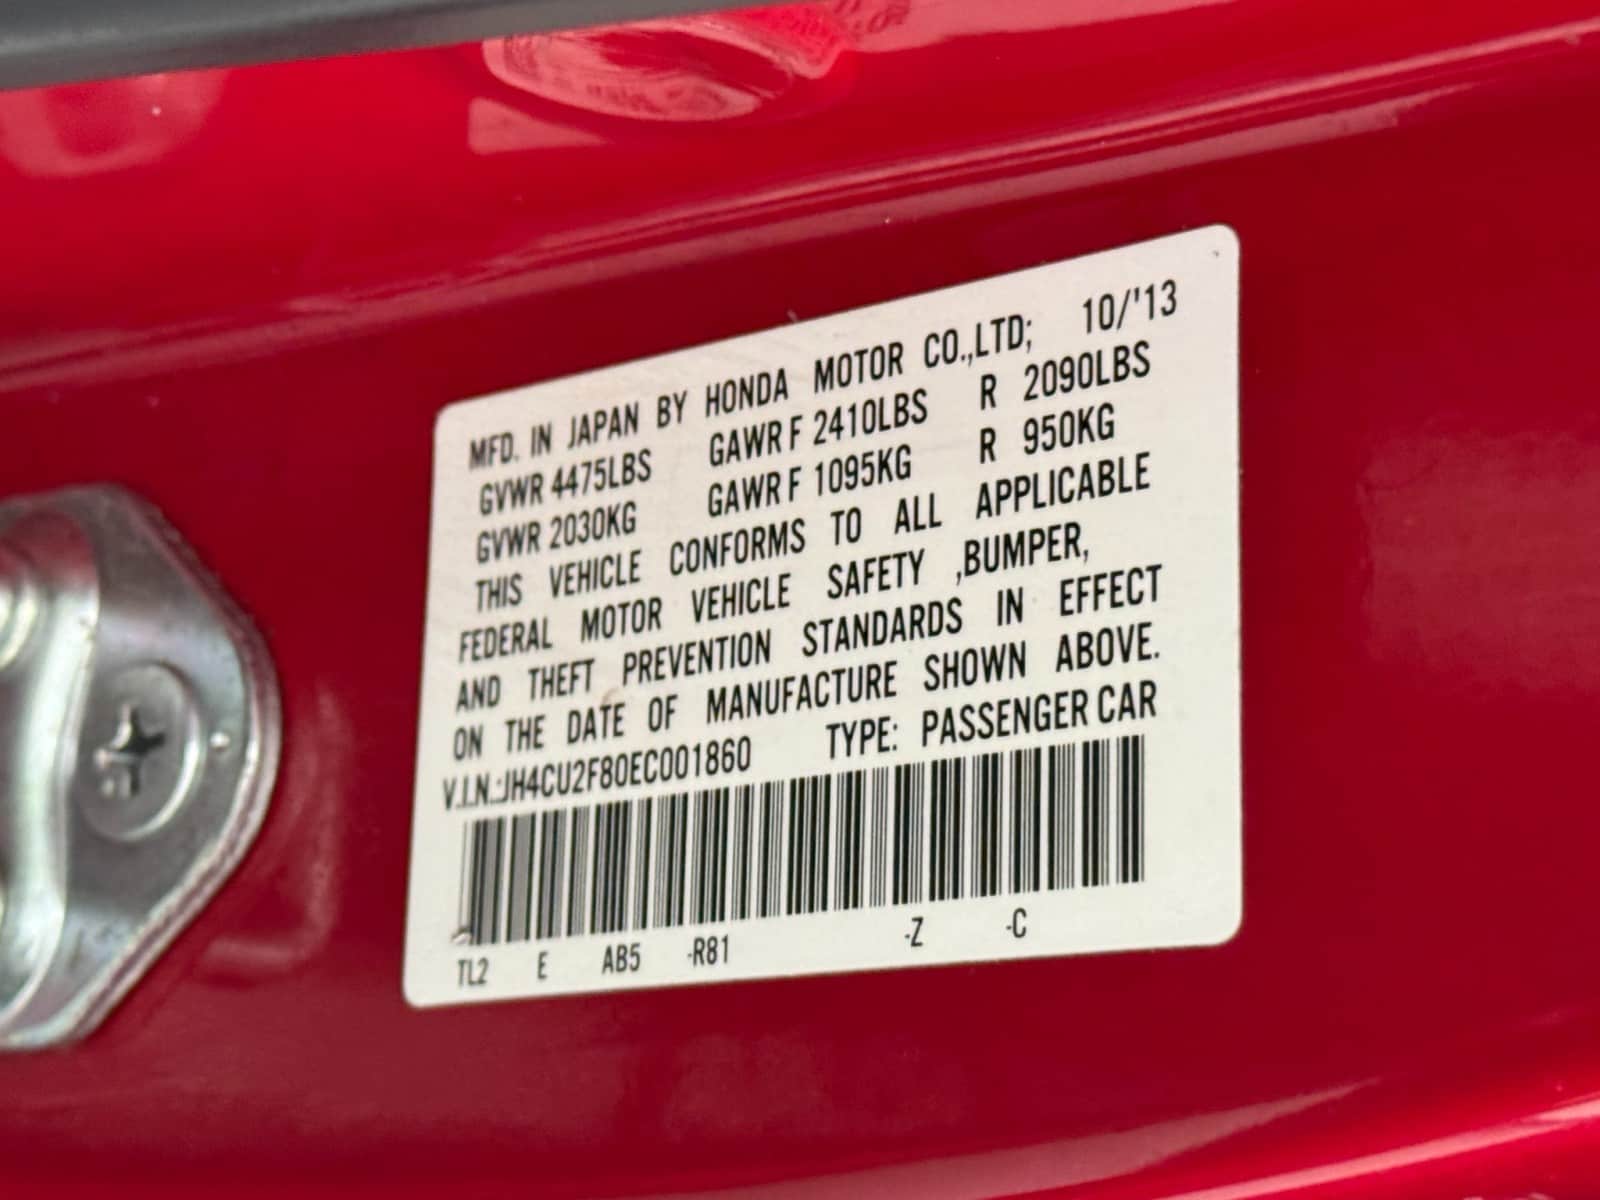 MFD. IN JAPAN BY HONDA MOTOR CO.,LTD; 10/'13
GVWR 4475LBS GAWR F 2410LBS R 2090LBS
GVWR 2030KG GAWR F 1095KG R 950KG
THIS VEHICLE CONFORMS TO ALL APPLICABLE
FEDERAL MOTOR VEHICLE SAFETY ,BUMPER,
AND THEFT PREVENTION STANDARDS IN EFFECT
ON THE DATE OF MANUFACTURE SHOWN ABOVE.
V.I.N.:JH4CU2F80EC001860 TYPE: PASSENGER CAR
TL2 E AB5 -R81 -Z -C